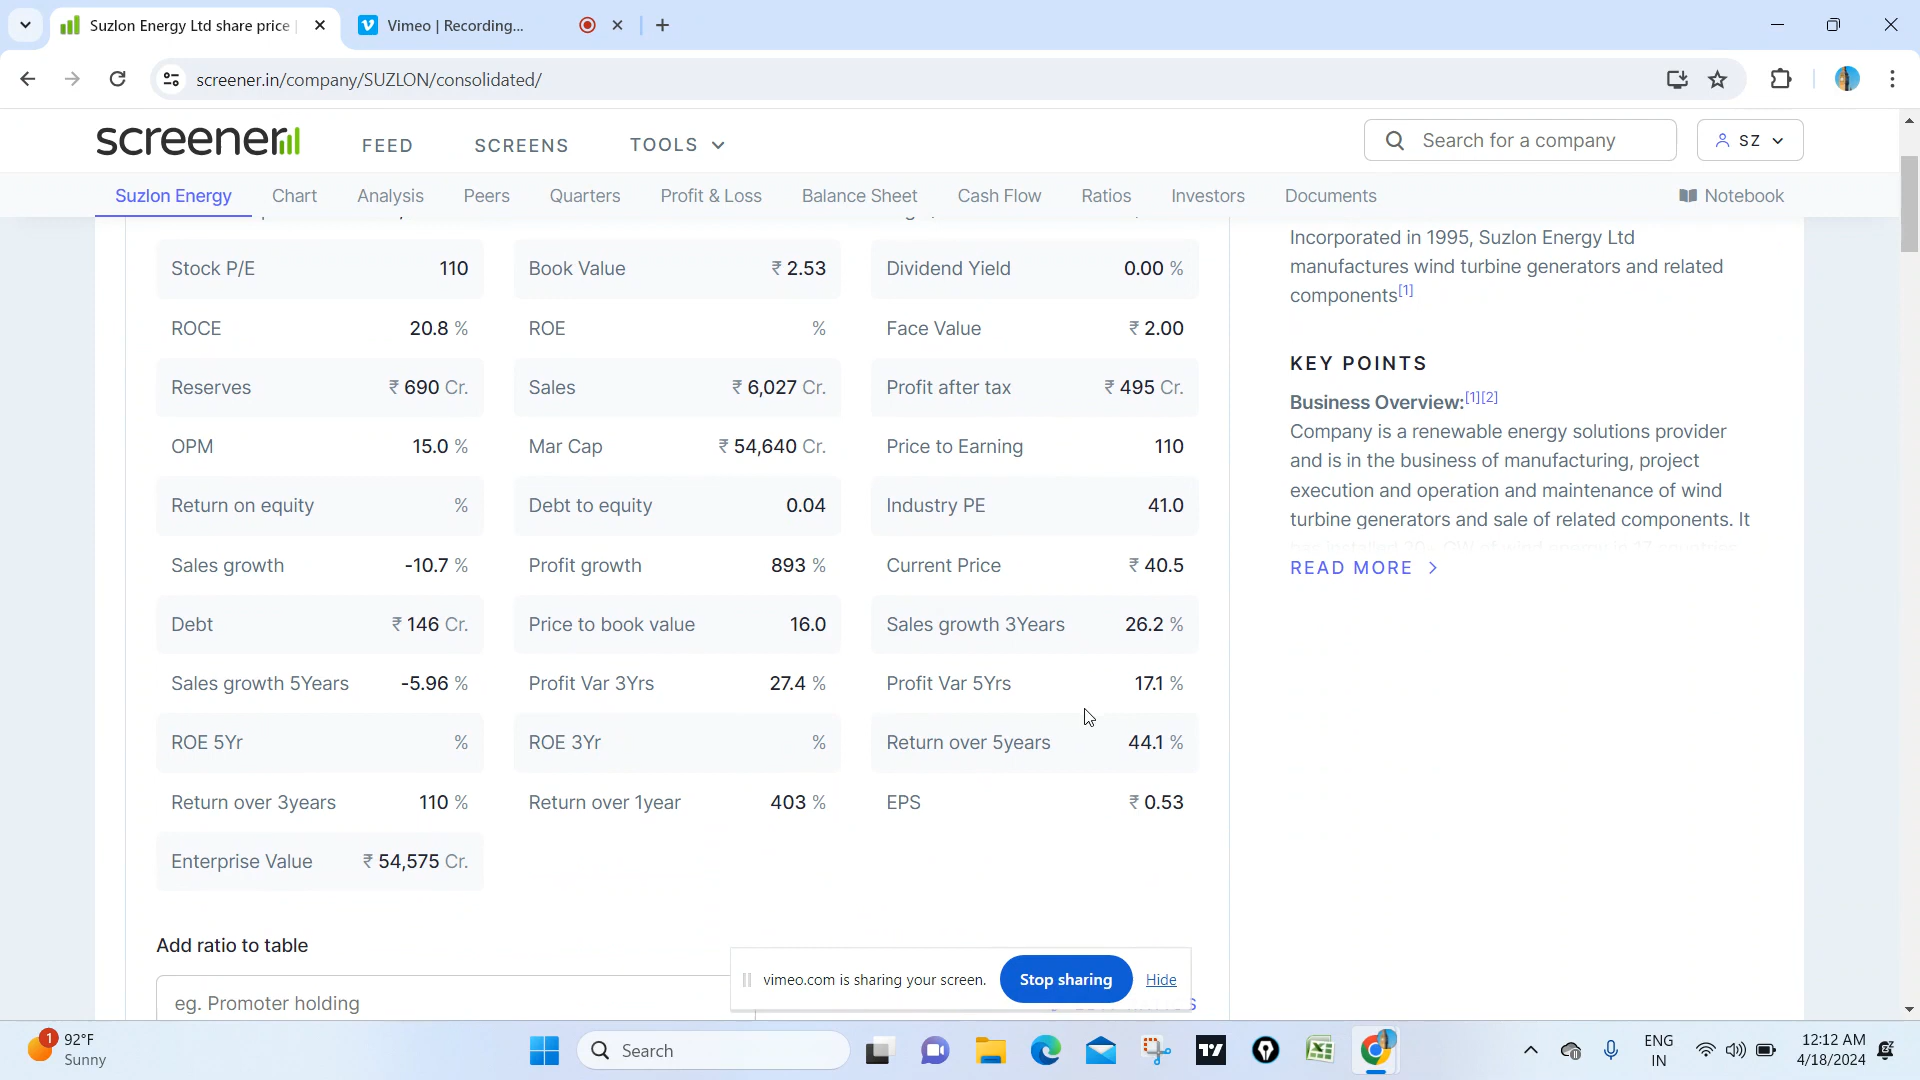 Suzlon Energy Ltd share price
Vimeo | Recording...
screener.in/company/SUZLON/consolidated/
screener
FEED
SCREENS
TOOLS
Search for a company
SZ
Suzlon Energy
Chart
Analysis
Peers
Quarters
Profit & Loss
Balance Sheet
Cash Flow
Ratios
Investors
Documents
Notebook
Stock P/E 110
Book Value ₹ 2.53
Dividend Yield 0.00 %
ROCE 20.8 %
ROE %
Face Value ₹ 2.00
Reserves ₹ 690 Cr.
Sales ₹ 6,027 Cr.
Profit after tax ₹ 495 Cr.
OPM 15.0 %
Mar Cap ₹ 54,640 Cr.
Price to Earning 110
Return on equity %
Debt to equity 0.04
Industry PE 41.0
Sales growth -10.7 %
Profit growth 893 %
Current Price ₹ 40.5
Debt ₹ 146 Cr.
Price to book value 16.0
Sales growth 3Years 26.2 %
Sales growth 5Years -5.96 %
Profit Var 3Yrs 27.4 %
Profit Var 5Yrs 17.1 %
ROE 5Yr %
ROE 3Yr %
Return over 5years 44.1 %
Return over 3years 110 %
Return over 1year 403 %
EPS ₹ 0.53
Enterprise Value ₹ 54,575 Cr.
Add ratio to table
eg. Promoter holding
Incorporated in 1995, Suzlon Energy Ltd
manufactures wind turbine generators and related
components[1]
KEY POINTS
Business Overview:[1][2]
Company is a renewable energy solutions provider
and is in the business of manufacturing, project
execution and operation and maintenance of wind
turbine generators and sale of related components. It
READ MORE
vimeo.com is sharing your screen.
Stop sharing
Hide
1
92°F
Sunny
Search
ENG
IN
12:12 AM
4/18/2024